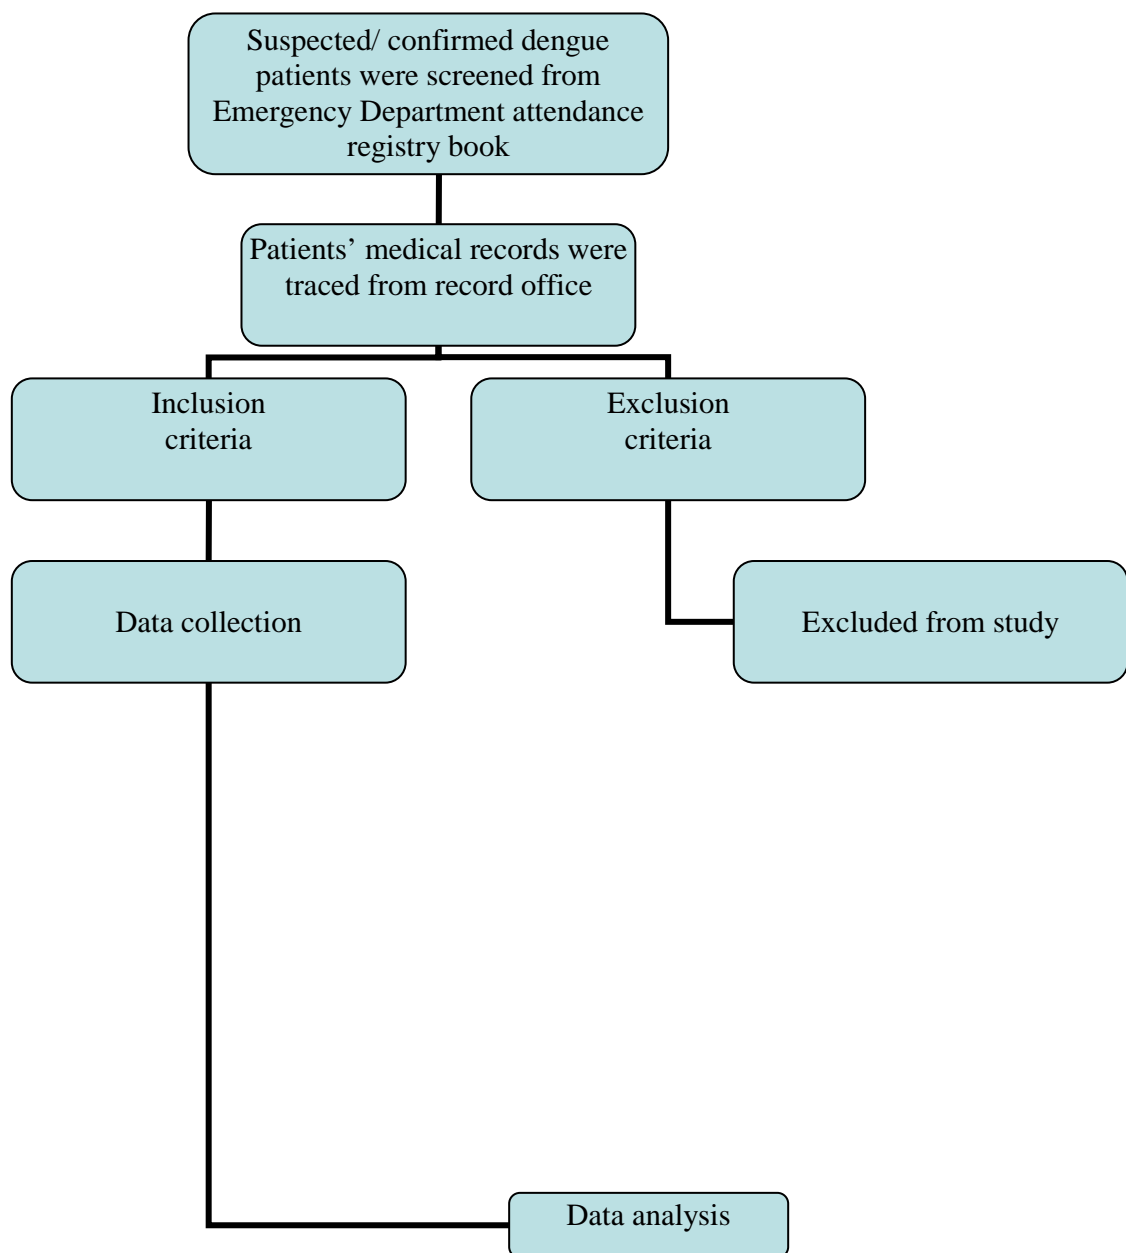 Suspected/ confirmed dengue
patients were screened from
Emergency Department attendance
registry book
Patients’ medical records were
traced from record office
Inclusion
criteria
Exclusion
criteria
Data collection
Excluded from study
Data analysis